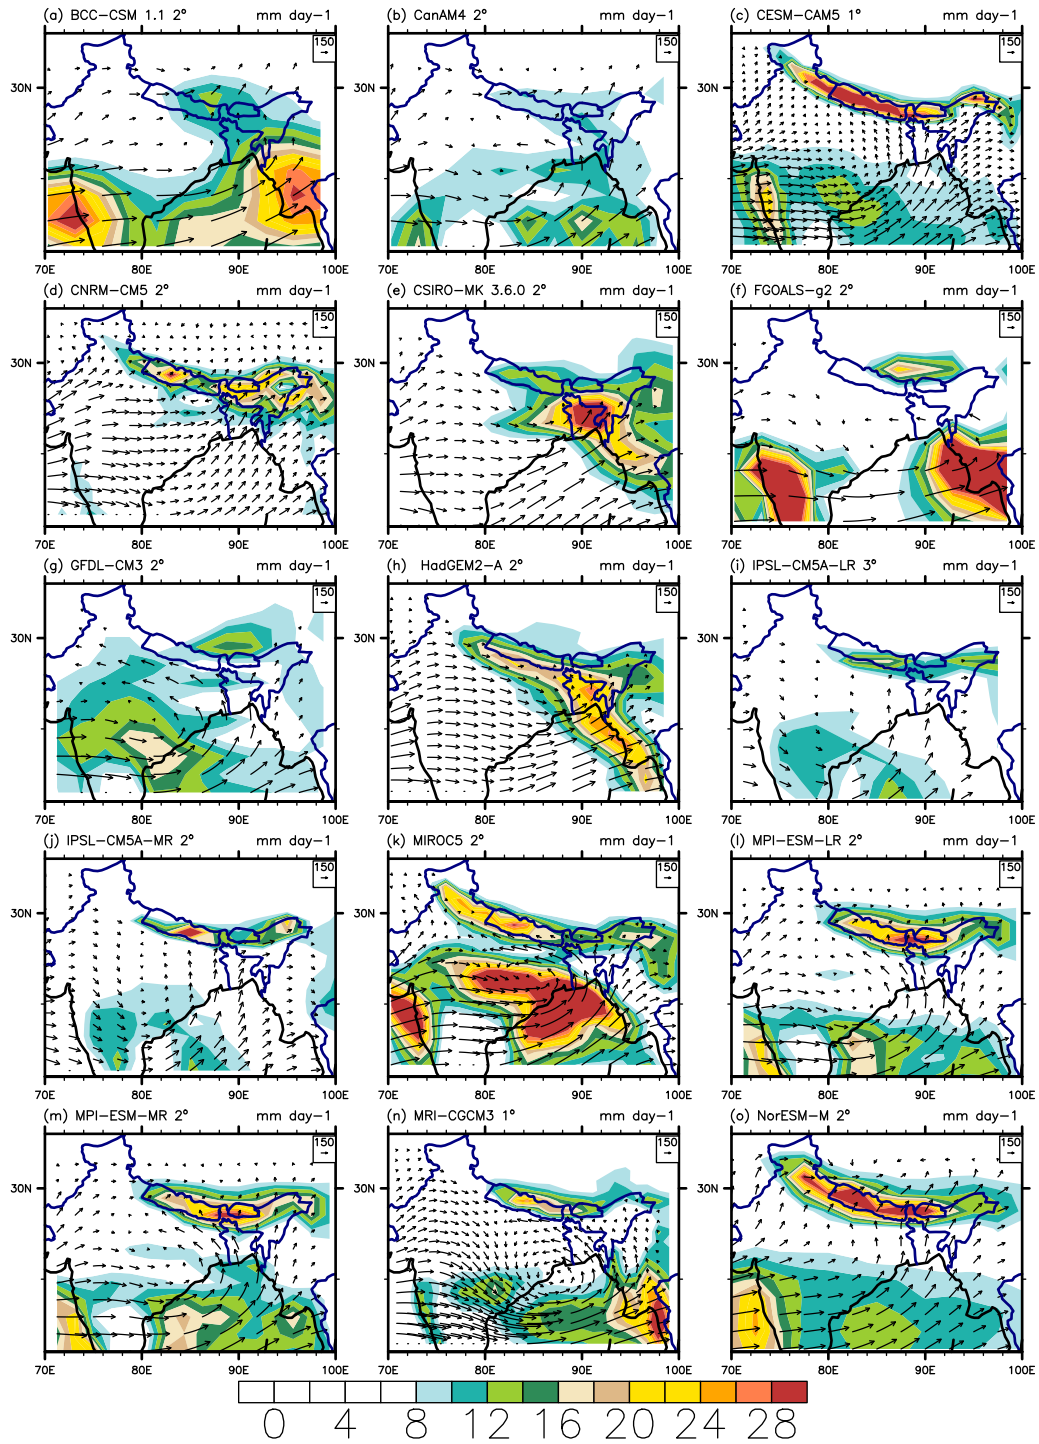 (a) BCC-CSM 1.1 2° mm day-1 (b) CanAM4 2° mm day-1 (c) CESM-CAM5 1° mm day-1
150 150 150
30N 30N 30N
70E 80E 90E 100E 70E 80E 90E 100E 70E 80E 90E 100E
(d) CNRM-CM5 2° mm day-1 (e) CSIRO-MK 3.6.0 2° mm day-1 (f) FGOALS-g2 2° mm day-1
150 150 150
30N 30N 30N
70E 80E 90E 100E 70E 80E 90E 100E 70E 80E 90E 100E
(g) GFDL-CM3 2° mm day-1 (h) HadGEM2-A 2° mm day-1 (i) IPSL-CM5A-LR 3° mm day-1
150 150 150
30N 30N 30N
70E 80E 90E 100E 70E 80E 90E 100E 70E 80E 90E 100E
(j) IPSL-CM5A-MR 2° mm day-1 (k) MIROC5 2° mm day-1 (l) MPI-ESM-LR 2° mm day-1
150 150 150
30N 30N 30N
70E 80E 90E 100E 70E 80E 90E 100E 70E 80E 90E 100E
(m) MPI-ESM-MR 2° mm day-1 (n) MRI-CGCM3 1° mm day-1 (o) NorESM-M 2° mm day-1
150 150 150
30N 30N 30N
70E 80E 90E 100E 70E 80E 90E 100E 70E 80E 90E 100E
0 4 8 12 16 20 24 28